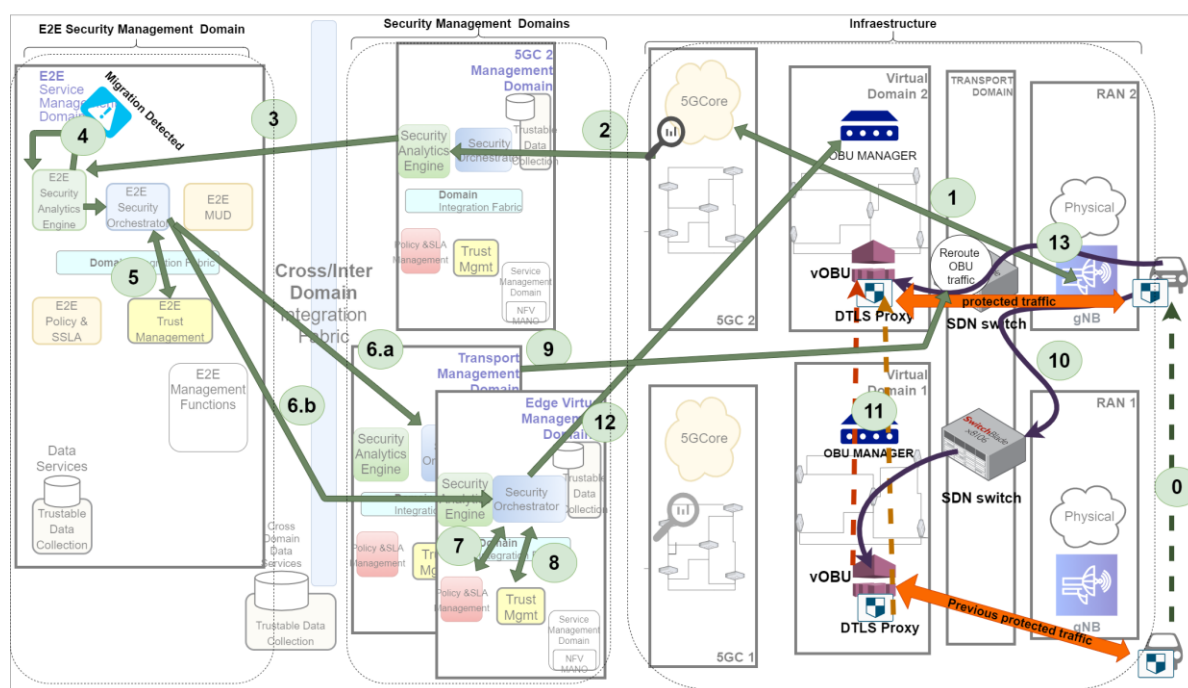 E2E Security Management Domain
Security Management Domains
Infraestructure
E2E
Service
Management
Domain
Migration Detected
4
E2E
Security
Analytics
Engine
E2E
Security
Orchestrator
E2E
MUD
Domain Integration Fabric
5
E2E
Policy &
SSLA
E2E
Trust
Management
E2E
Management
Functions
6.b
Data
Services
Trustable
Data
Collection
Cross
Domain
Data
Services
Trustable Data
Collection
3
Cross/Inter
Domain
Integration
Fabric
5GC 2
Management
Domain
Trustable
Data
Collection
Security
Analytics
Engine
Security
Orchestrator
Domain
Integration Fabric
Policy &SLA
Management
Trust
Mgmt
Service
Management
Domain
NFV
MANO
2
6.a
9
Transport
Management
Domain
Security
Analytics
Engine
Policy &SLA
Management
Edge Virtual
Management
Domain
12
Trustable
Data
Collection
Security
Analytics
Engine
Security
Orchestrator
7
8
Policy &SLA
Management
Trust
Mgmt
Service
Management
Domain
NFV
MANO
5GCore
5GC 2
5GCore
5GC 1
Virtual
Domain 2
OBU MANAGER
vOBU
DTLS Proxy
Virtual
Domain 1
11
OBU MANAGER
vOBU
DTLS Proxy
TRANSPORT
DOMAIN
1
Reroute
OBU
traffic
SDN switch
protected traffic
10
SwitchBlade
x8106
SDN switch
RAN 2
Physical
13
gNB
RAN 1
Physical
gNB
0
Previous protected traffic